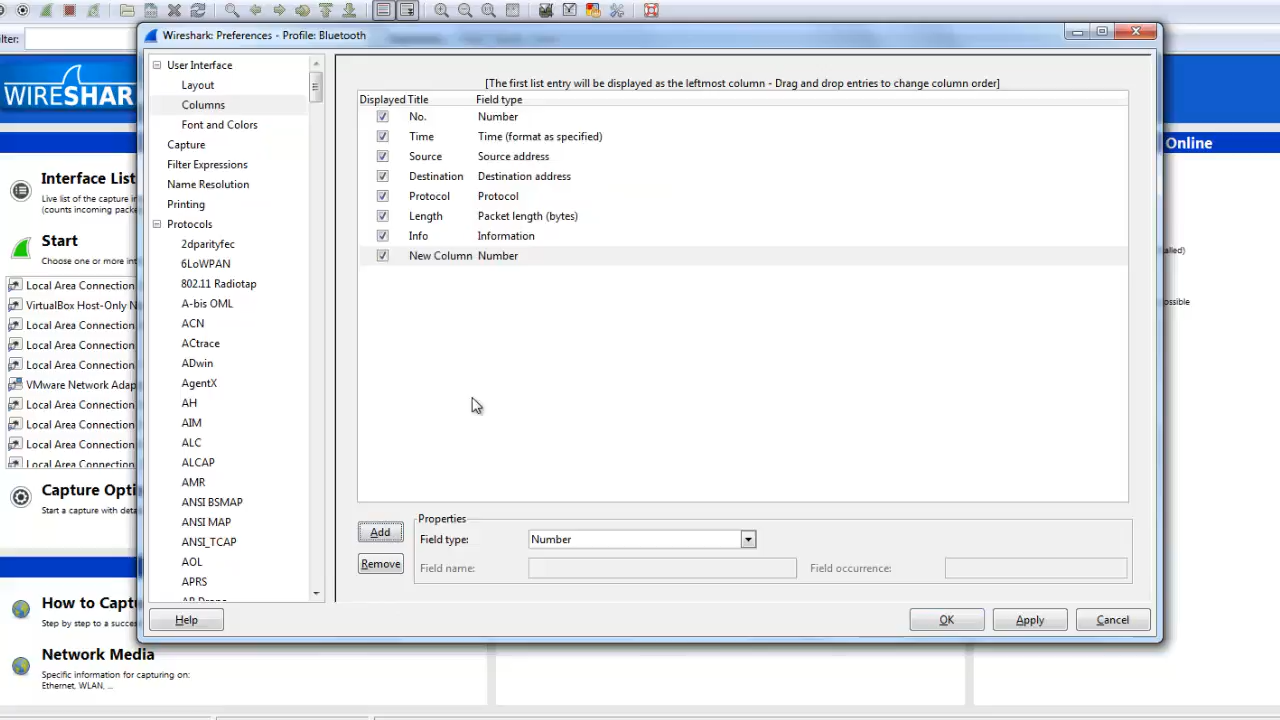 Wireshark: Preferences - Profile: Bluetooth
ilter:
WIRESHAR
Interface List
Live list of the capture in
(counts incoming packe
Start
Choose one or more int
Local Area Connection
VirtualBox Host-Only N
Local Area Connection
Local Area Connection
Local Area Connection
VMware Network Adap
Local Area Connection
Local Area Connection
Local Area Connection
Local Area Connection
Capture Opti
Start a capture with deta
How to Capt
Step by step to a succes
Network Media
Specific information for capturing on:
Ethernet, WLAN, ...
User Interface
Layout
Columns
Font and Colors
Capture
Filter Expressions
Name Resolution
Printing
Protocols
2dparityfec
6LoWPAN
802.11 Radiotap
A-bis OML
ACN
ACtrace
ADwin
AgentX
AH
AIM
ALC
ALCAP
AMR
ANSI BSMAP
ANSI MAP
ANSI_TCAP
AOL
APRS
[The first list entry will be displayed as the leftmost column - Drag and drop entries to change column order]
Displayed Title Field type
No. Number
Time Time (format as specified)
Source Source address
Destination Destination address
Protocol Protocol
Length Packet length (bytes)
Info Information
New Column Number
Add
Remove
Properties
Field type: Number
Field name:
Field occurrence:
Help
OK
Apply
Cancel
Online
alled)
ossible